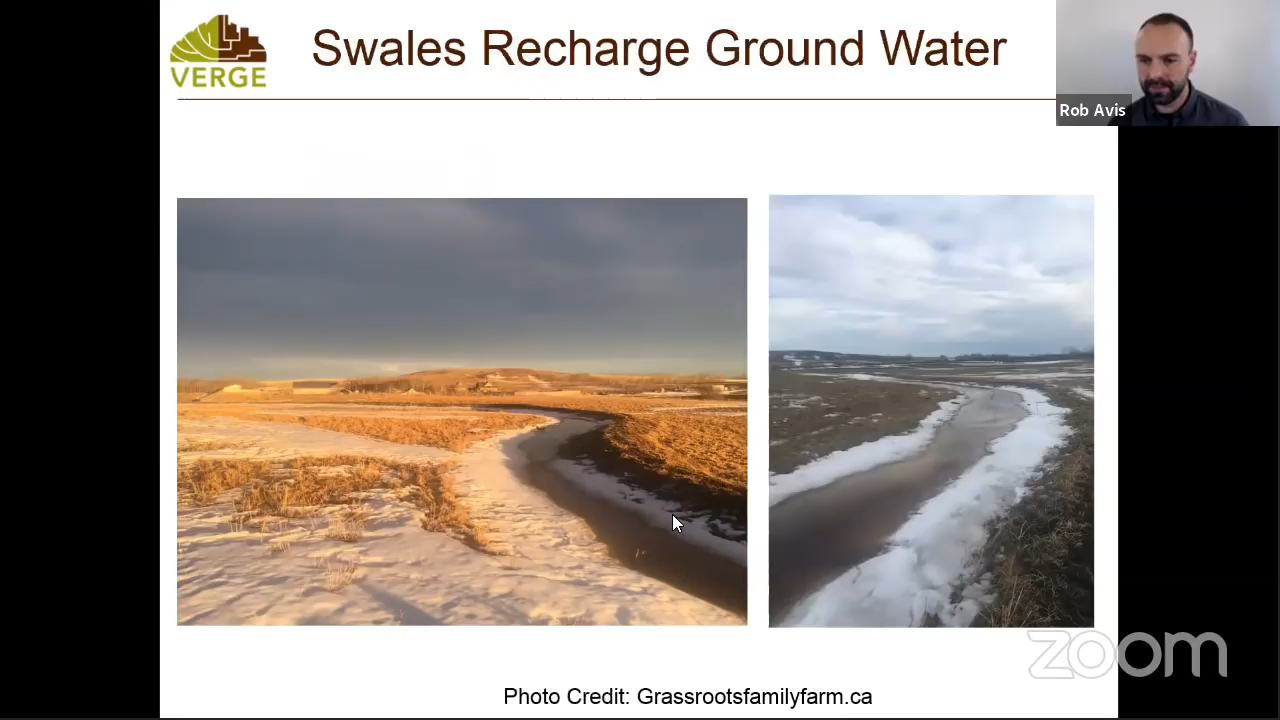 VERGE
Swales Recharge Ground Water
Rob Avis
zoom
Photo Credit: Grassrootsfamilyfarm.ca